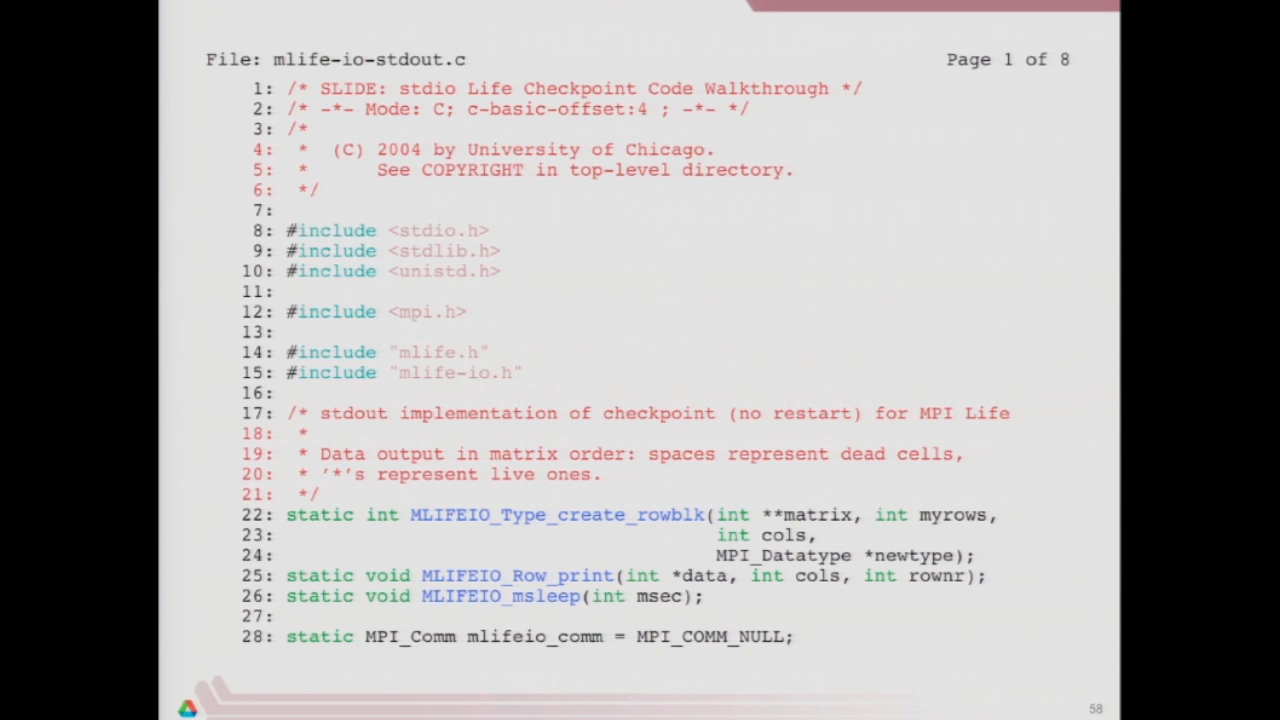 File: mlife-io-stdout.c Page 1 of 8
1: /* SLIDE: stdio Life Checkpoint Code Walkthrough */
2: /* -*- Mode: C; c-basic-offset:4 ; -*- */
3: /*
4:  *  (C) 2004 by University of Chicago.
5:  *      See COPYRIGHT in top-level directory.
6:  */
7:
8: #include <stdio.h>
9: #include <stdlib.h>
10: #include <unistd.h>
11:
12: #include <mpi.h>
13:
14: #include "mlife.h"
15: #include "mlife-io.h"
16:
17: /* stdout implementation of checkpoint (no restart) for MPI Life
18:  *
19:  * Data output in matrix order: spaces represent dead cells,
20:  * '*'s represent live ones.
21:  */
22: static int MLIFEIO_Type_create_rowblk(int **matrix, int myrows,
23:                                       int cols,
24:                                       MPI_Datatype *newtype);
25: static void MLIFEIO_Row_print(int *data, int cols, int rownr);
26: static void MLIFEIO_msleep(int msec);
27:
28: static MPI_Comm mlifeio_comm = MPI_COMM_NULL;
58